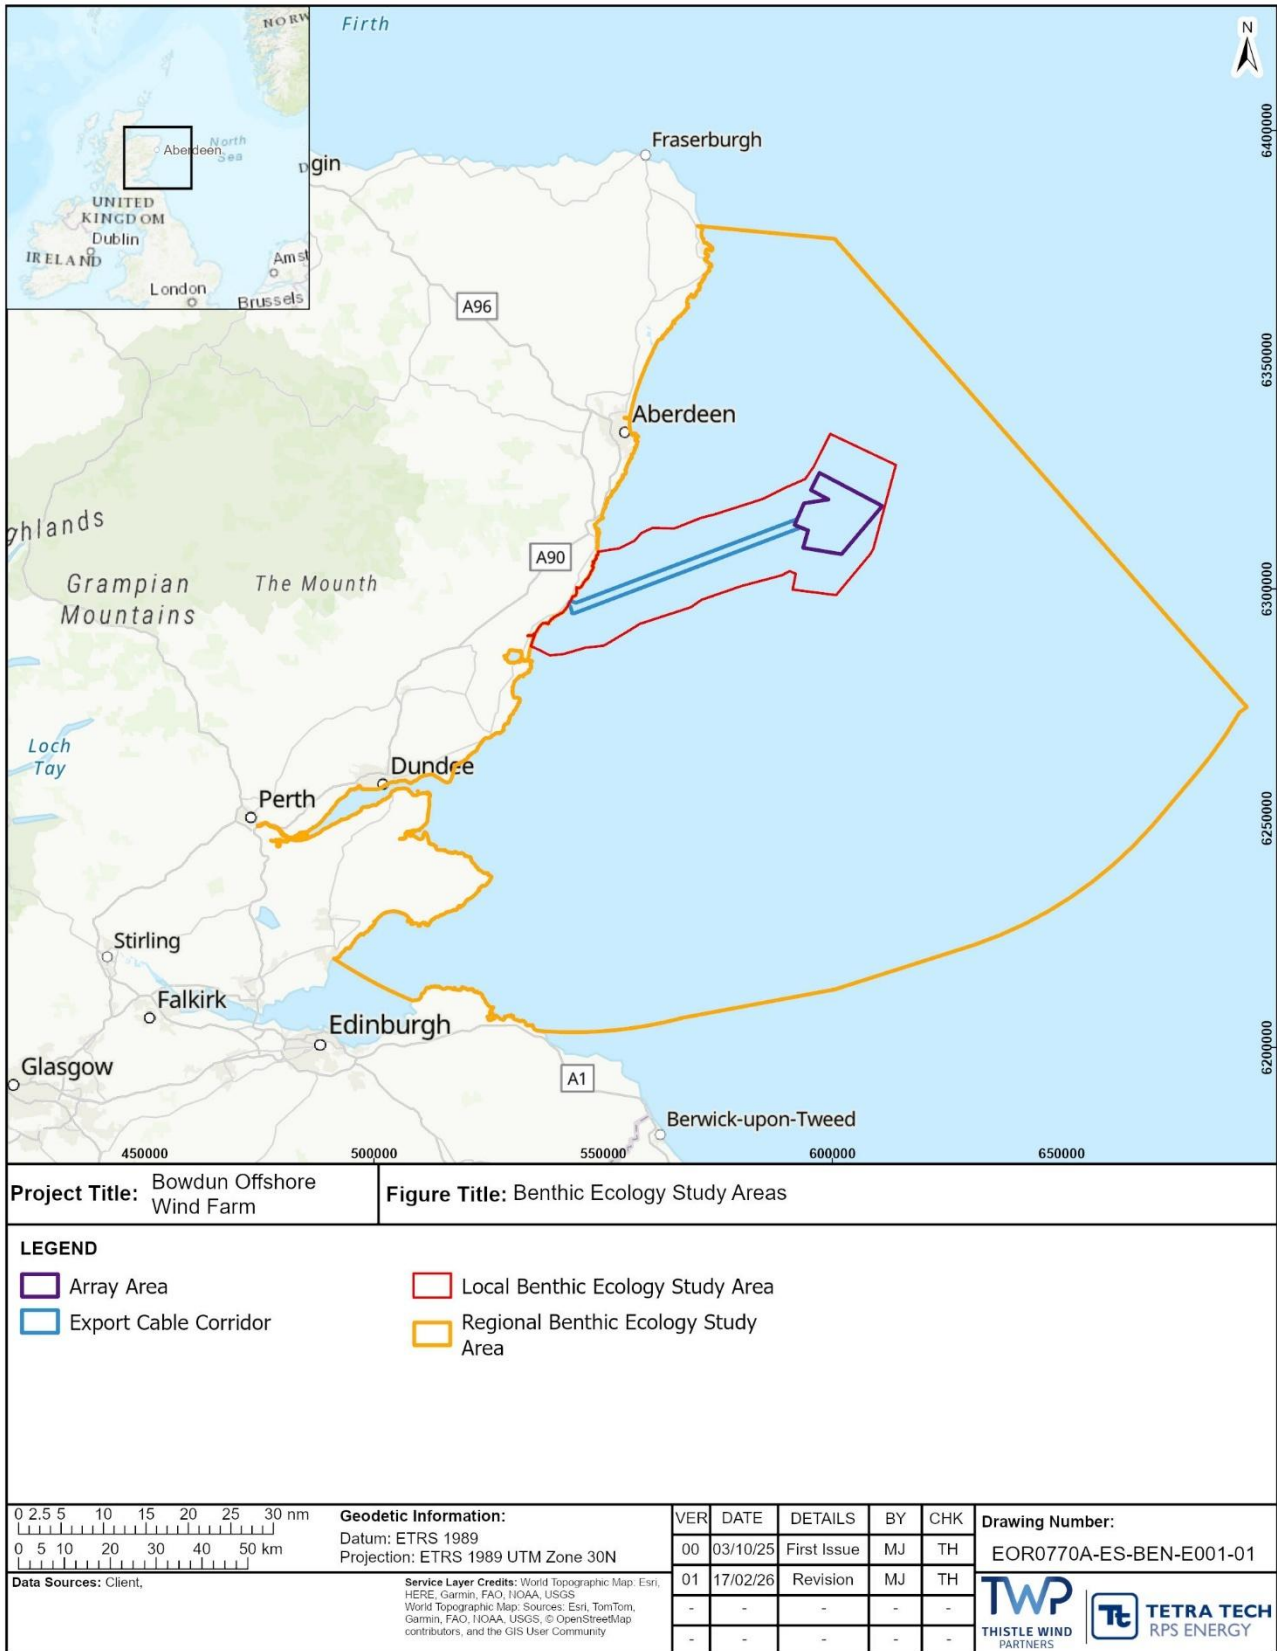 Firth
N
NORW
North
Sea
Aberdeen
UNITED
KINGDOM
Dublin
IRELAND
London
Amst
Brussels
gin
Fraserburgh
A96
Aberdeen
ghlands
Grampian
Mountains
The Mounth
A90
Loch
Tay
Dundee
Perth
Stirling
Falkirk
Edinburgh
Glasgow
A1
Berwick-upon-Tweed
6400000
6350000
6300000
6250000
6200000
450000 500000 550000 600000 650000
Project Title: Bowdun Offshore
Wind Farm
Figure Title: Benthic Ecology Study Areas
LEGEND
Array Area
Export Cable Corridor
Local Benthic Ecology Study Area
Regional Benthic Ecology Study
Area
0 2.5 5 10 15 20 25 30 nm
0 5 10 20 30 40 50 km
Geodetic Information:
Datum: ETRS 1989
Projection: ETRS 1989 UTM Zone 30N
Data Sources: Client,
Service Layer Credits: World Topographic Map: Esri,
HERE, Garmin, FAO, NOAA, USGS
World Topographic Map: Sources: Esri, TomTom,
Garmin, FAO, NOAA, USGS, © OpenStreetMap
contributors, and the GIS User Community
VER DATE DETAILS BY CHK
00 03/10/25 First Issue MJ TH
01 17/02/26 Revision MJ TH
- - - - -
- - - - -
Drawing Number:
EOR0770A-ES-BEN-E001-01
TWP
THISTLE WIND
PARTNERS
Tt
TETRA TECH
RPS ENERGY